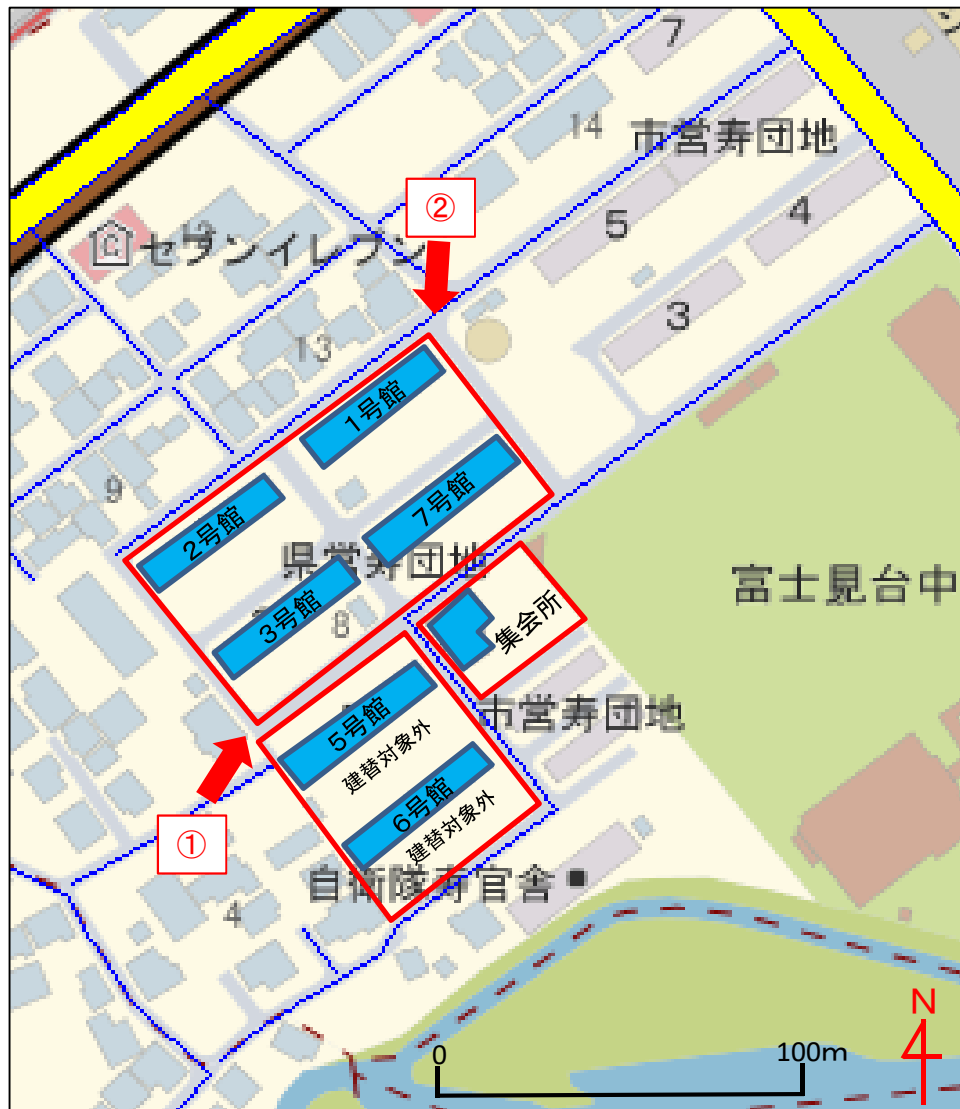 7
14
市営寿団地
②
5
4
セブンイレブン
3
13
1号館
9
2号館
7号館
県営寿団地
富士見台中
3号館
8
集会所
市営寿団地
5号館
建替対象外
6号館
建替対象外
①
自衛隊寿官舎
4
N
0
100m